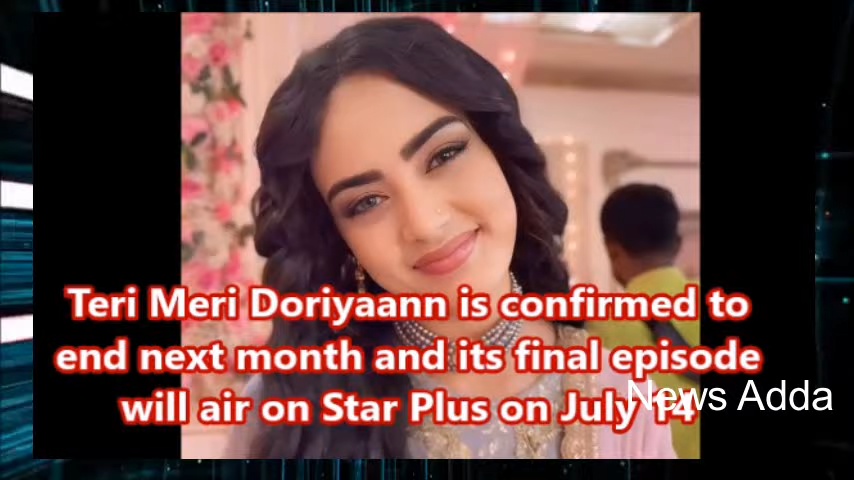 Teri Meri Doriyaann is confirmed to
end next month and its final episode
will air on Star Plus on July 14
News Adda